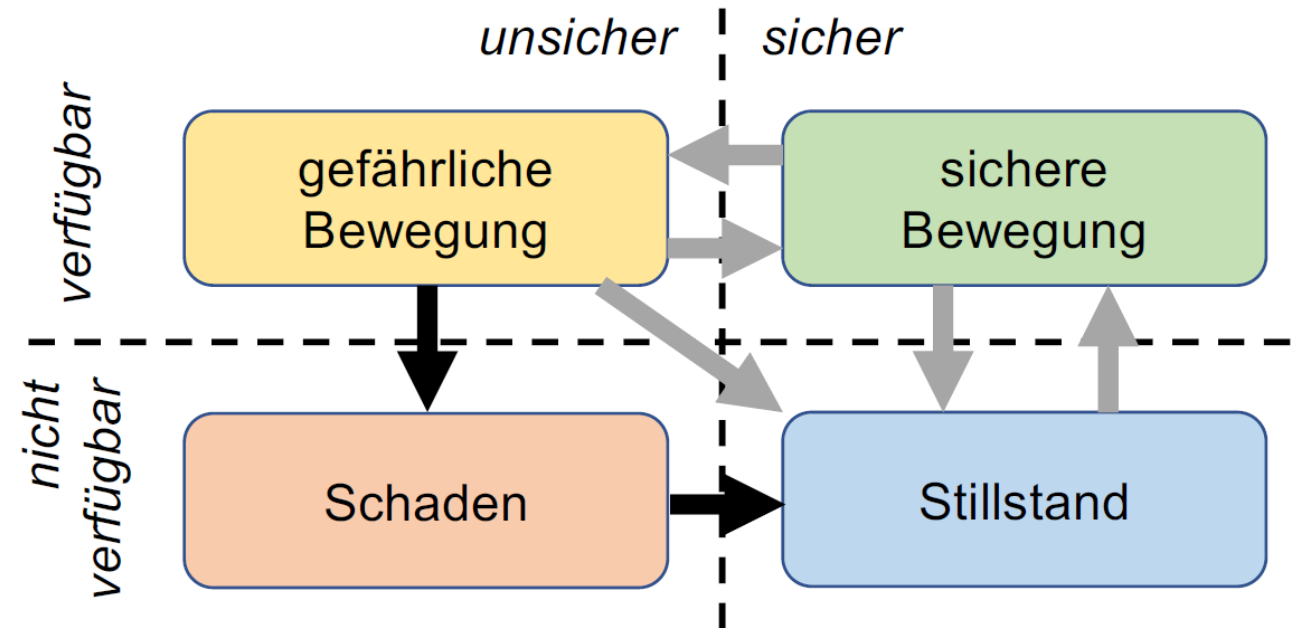 unsicher
sicher
verfügbar
gefährliche
Bewegung
sichere
Bewegung
nicht
verfügbar
Schaden
Stillstand